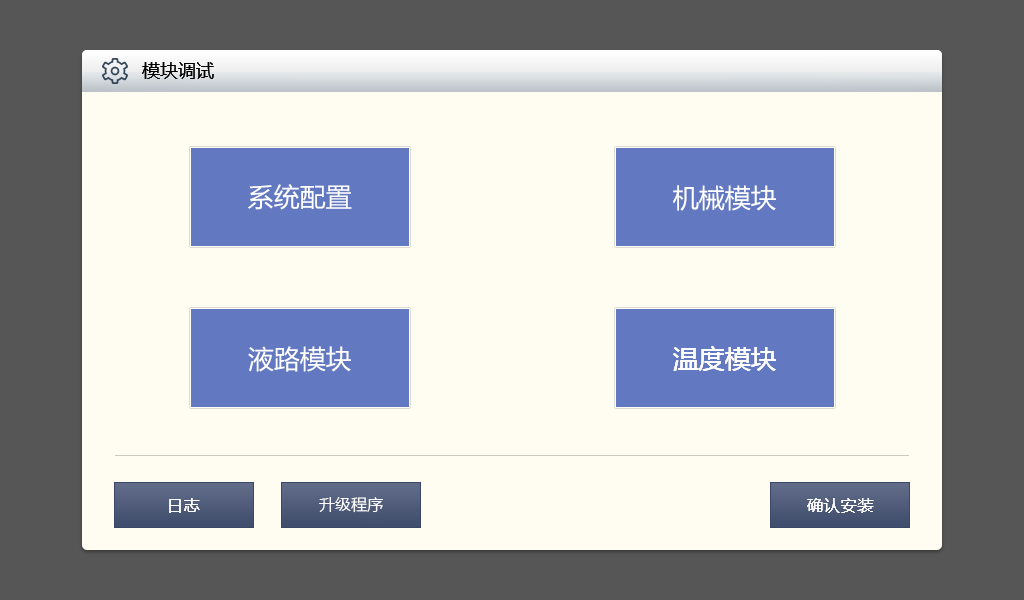 模块调试
系统配置
机械模块
液路模块
温度模块
日志
升级程序
确认安装